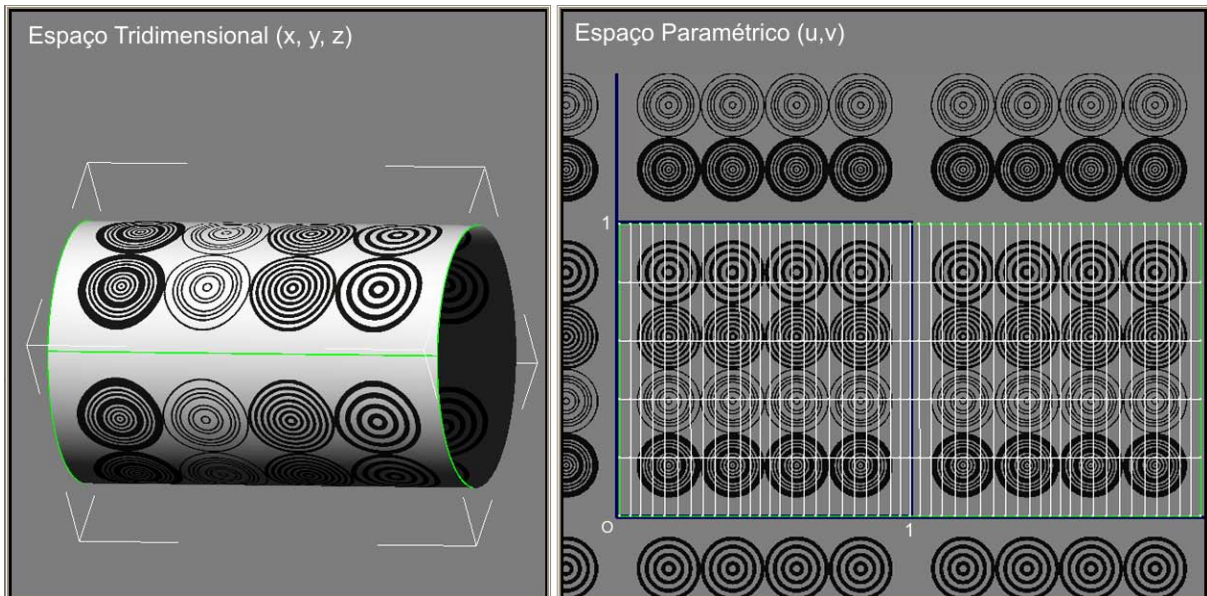 Espaço Tridimensional (x, y, z)
Espaço Paramétrico (u,v)
1
O
1